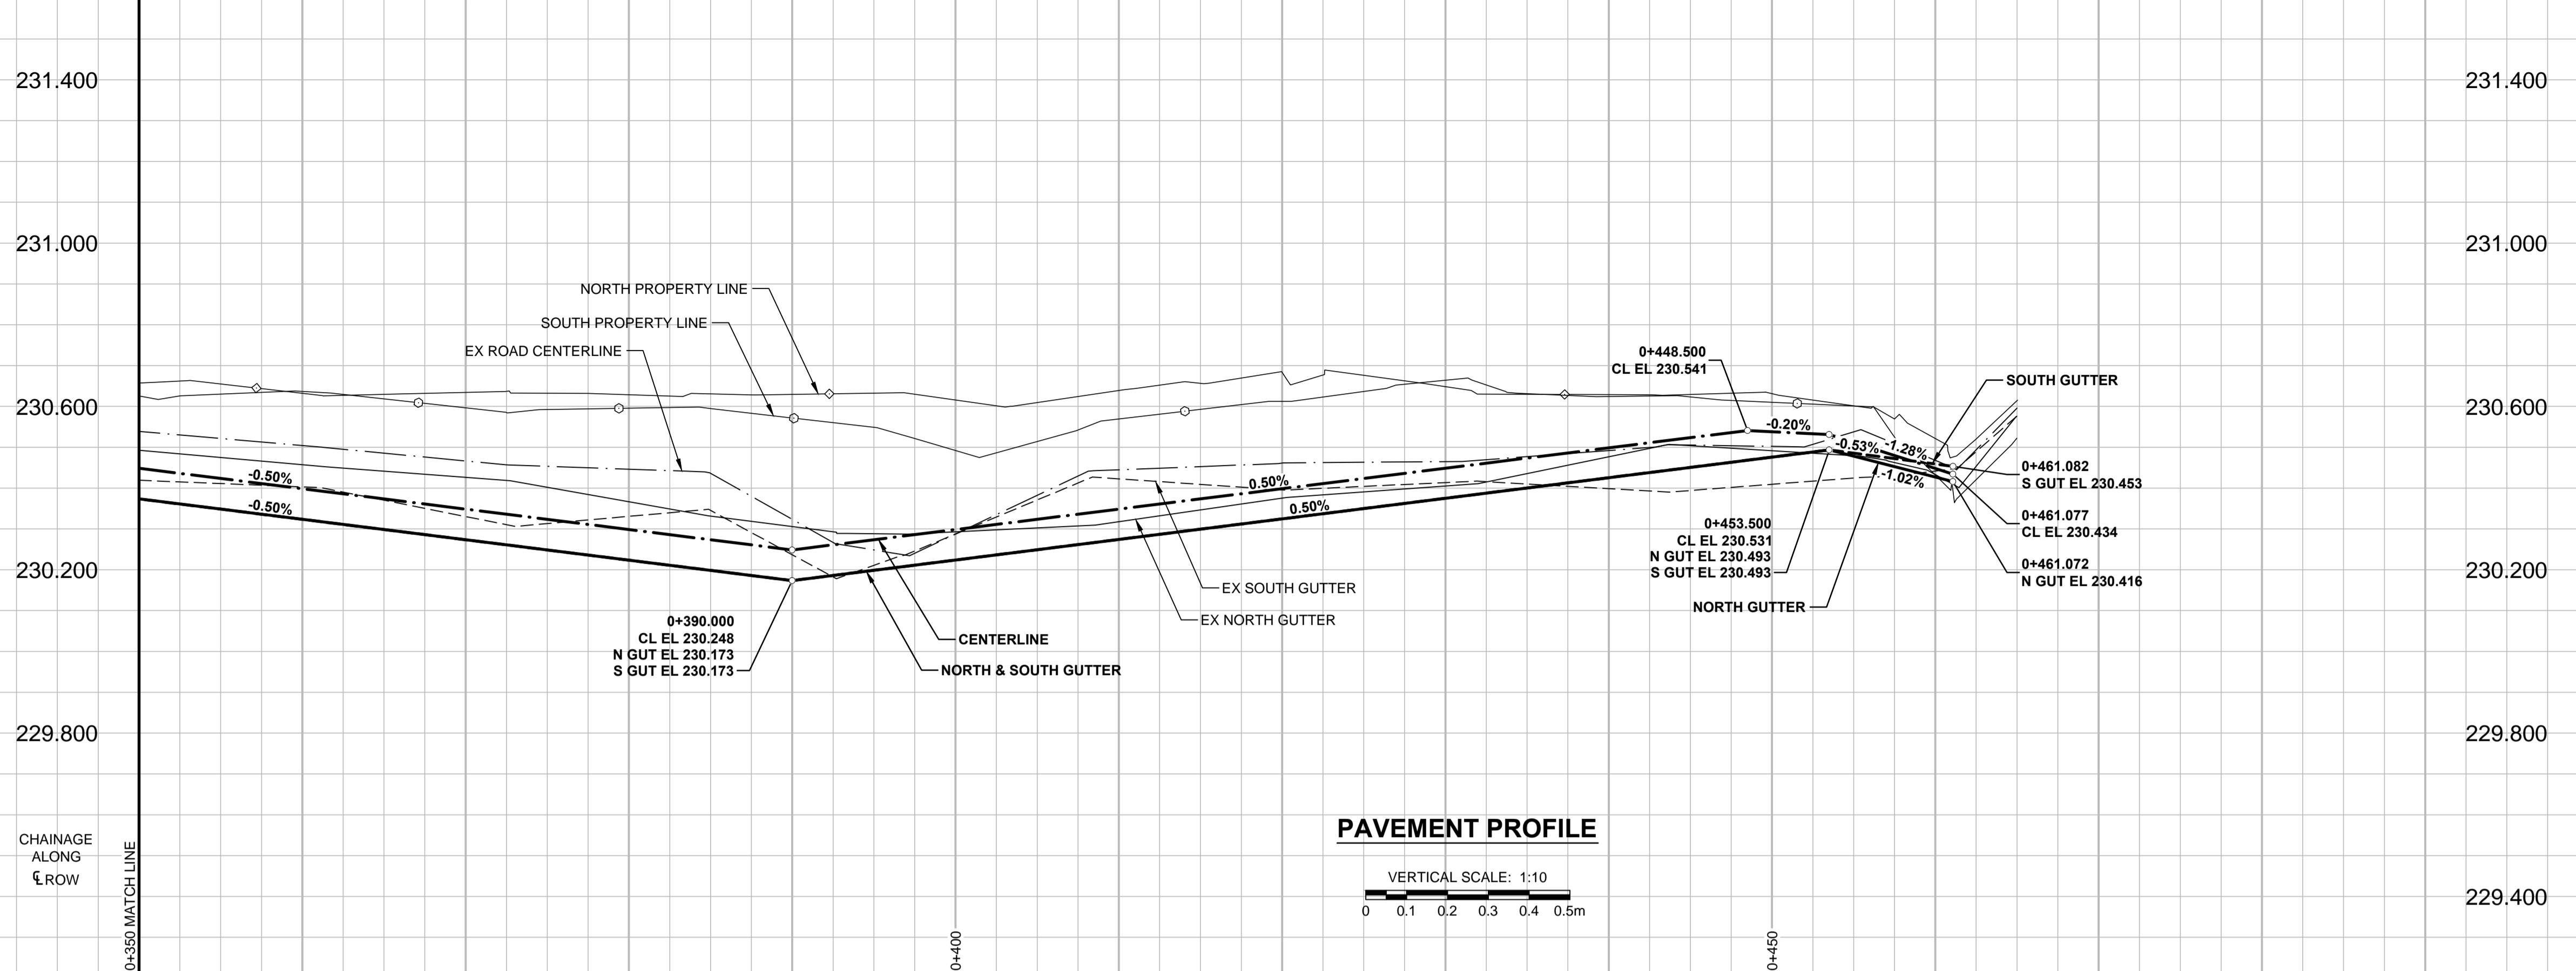 231.400
231.400
231.000
231.000
NORTH PROPERTY LINE
SOUTH PROPERTY LINE
EX ROAD CENTERLINE
0+448.500
CL EL 230.541
SOUTH GUTTER
230.600
230.600
-0.20%
-0.53%
-1.28%
-1.02%
0+461.082
S GUT EL 230.453
-0.50%
-0.50%
0.50%
0.50%
0+461.077
CL EL 230.434
0+453.500
CL EL 230.531
N GUT EL 230.493
S GUT EL 230.493
0+461.072
N GUT EL 230.416
230.200
230.200
EX SOUTH GUTTER
NORTH GUTTER
EX NORTH GUTTER
0+390.000
CL EL 230.248
N GUT EL 230.173
S GUT EL 230.173
CENTERLINE
NORTH & SOUTH GUTTER
229.800
229.800
PAVEMENT PROFILE
CHAINAGE
ALONG
℄ ROW
0+350 MATCH LINE
VERTICAL SCALE: 1:10
0 0.1 0.2 0.3 0.4 0.5m
229.400
0+400
0+450